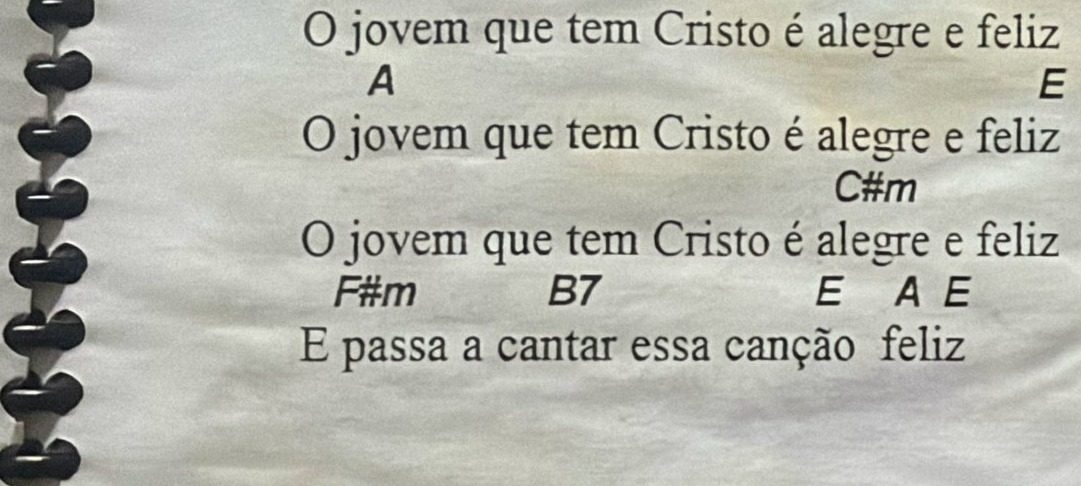 O jovem que tem Cristo é alegre e feliz
A E
O jovem que tem Cristo é alegre e feliz
C#m
O jovem que tem Cristo é alegre e feliz
F#m B7 E A E
E passa a cantar essa canção feliz